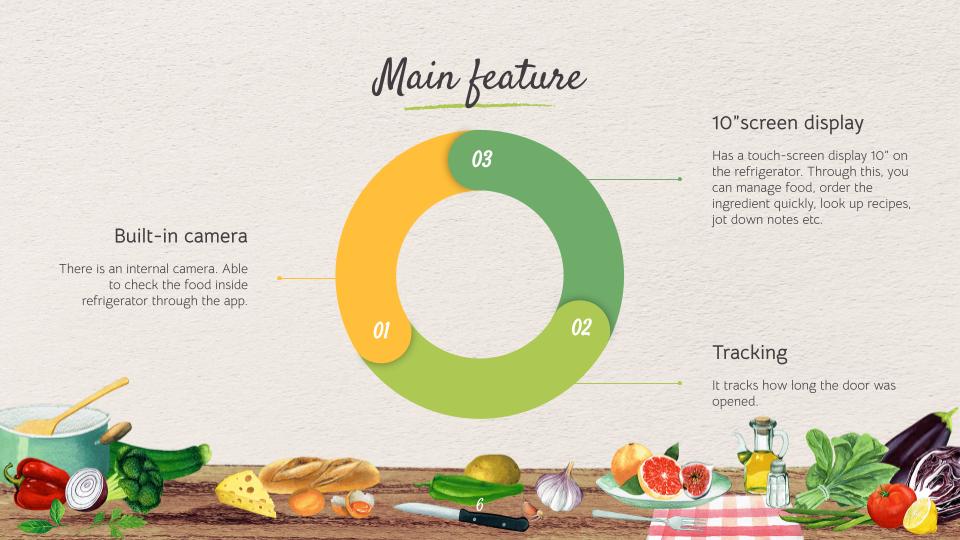 Main feature
03
10”screen display
Has a touch-screen display 10” on
the refrigerator. Through this, you
can manage food, order the
ingredient quickly, look up recipes,
jot down notes etc.
Built-in camera
There is an internal camera. Able
to check the food inside
refrigerator through the app.
01
02
Tracking
It tracks how long the door was
opened.
6